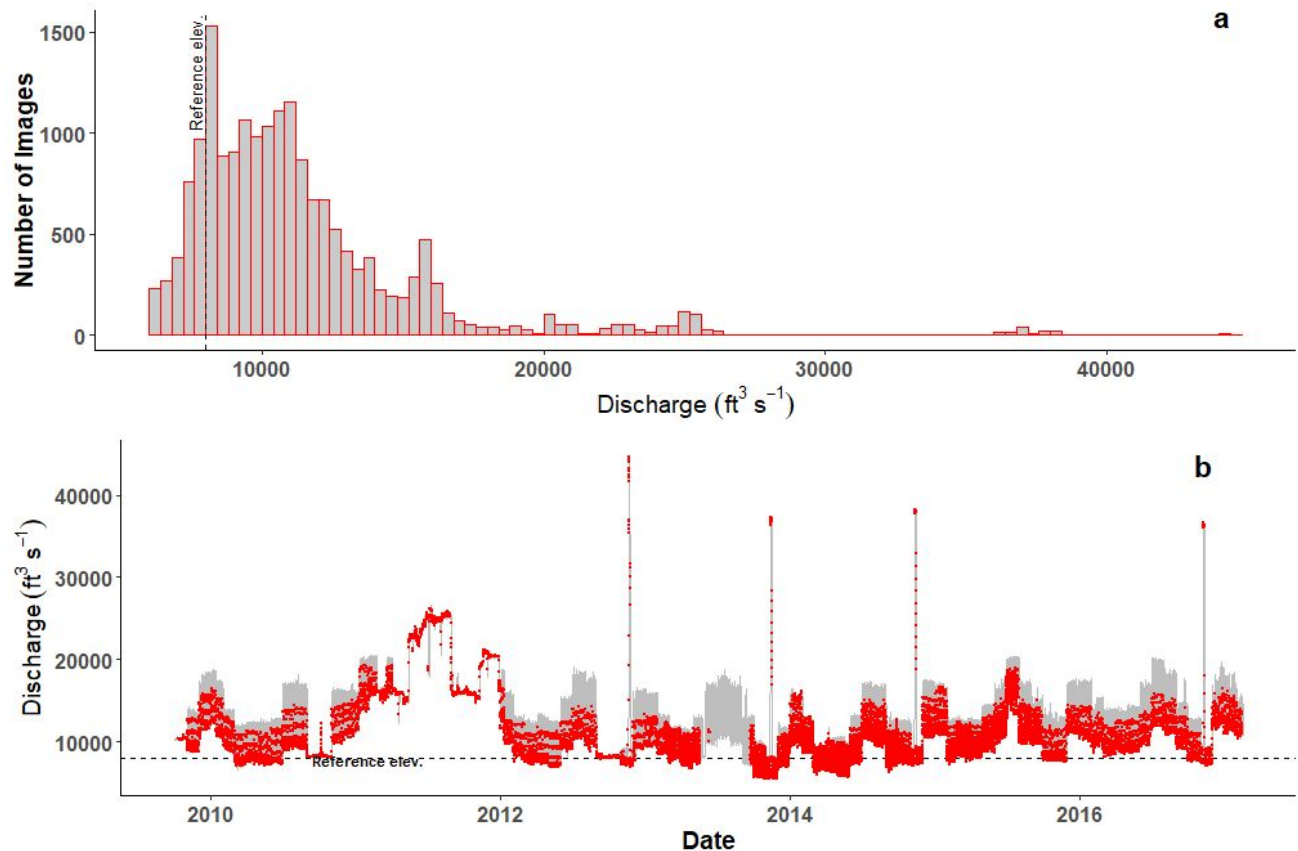 a
1500
1000
500
0
Number of Images
Reference elev.
10000 20000 30000 40000
Discharge (ft³ s⁻¹)
b
40000
30000
20000
10000
Discharge (ft³ s⁻¹)
Reference elev.
2010 2012 2014 2016
Date